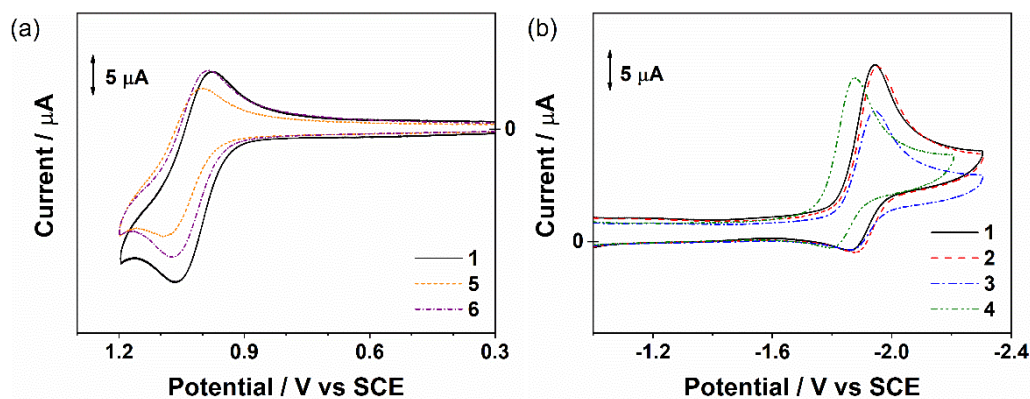 (a)
5 μA
Current / μA
0
1
5
6
1.2 0.9 0.6 0.3
Potential / V vs SCE
(b)
5 μA
Current / μA
0
1
2
3
4
-1.2 -1.6 -2.0 -2.4
Potential / V vs SCE